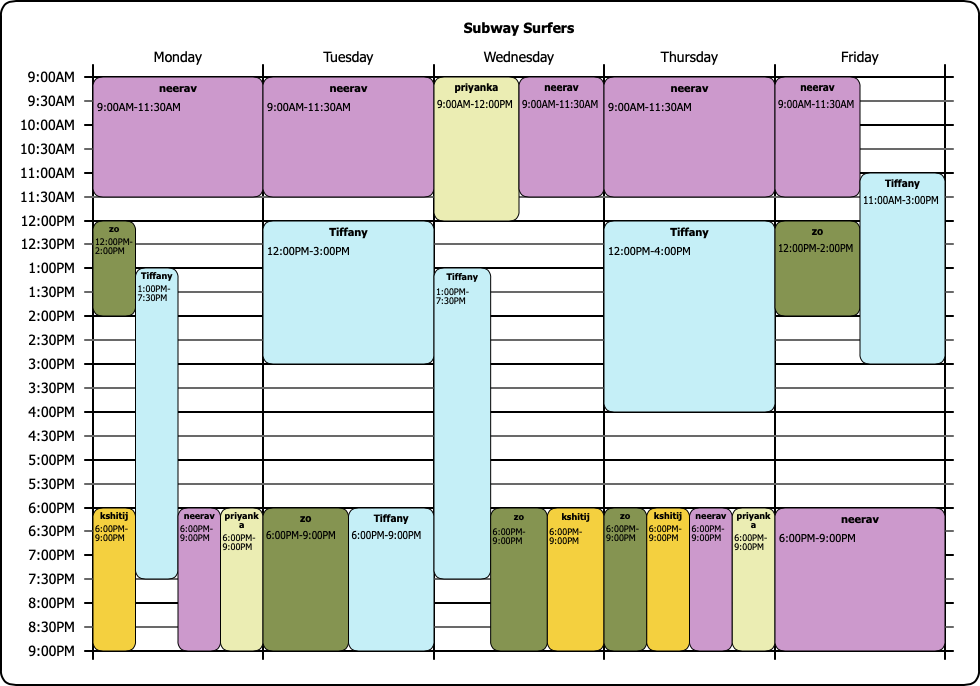 Subway Surfers
Monday
Tuesday
Wednesday
Thursday
Friday
9:00AM
9:30AM
10:00AM
10:30AM
11:00AM
11:30AM
12:00PM
12:30PM
1:00PM
1:30PM
2:00PM
2:30PM
3:00PM
3:30PM
4:00PM
4:30PM
5:00PM
5:30PM
6:00PM
6:30PM
7:00PM
7:30PM
8:00PM
8:30PM
9:00PM
neerav
9:00AM-11:30AM
zo
12:00PM-
2:00PM
Tiffany
1:00PM-
7:30PM
kshitij
6:00PM-
9:00PM
neerav
6:00PM-
9:00PM
priyank
a
6:00PM-
9:00PM
neerav
9:00AM-11:30AM
Tiffany
12:00PM-3:00PM
zo
6:00PM-9:00PM
Tiffany
6:00PM-9:00PM
priyanka
9:00AM-12:00PM
neerav
9:00AM-11:30AM
Tiffany
1:00PM-
7:30PM
zo
6:00PM-
9:00PM
kshitij
6:00PM-
9:00PM
neerav
9:00AM-11:30AM
Tiffany
12:00PM-4:00PM
zo
6:00PM-
9:00PM
kshitij
6:00PM-
9:00PM
neerav
6:00PM-
9:00PM
priyank
a
6:00PM-
9:00PM
neerav
9:00AM-11:30AM
Tiffany
11:00AM-3:00PM
zo
12:00PM-2:00PM
neerav
6:00PM-9:00PM